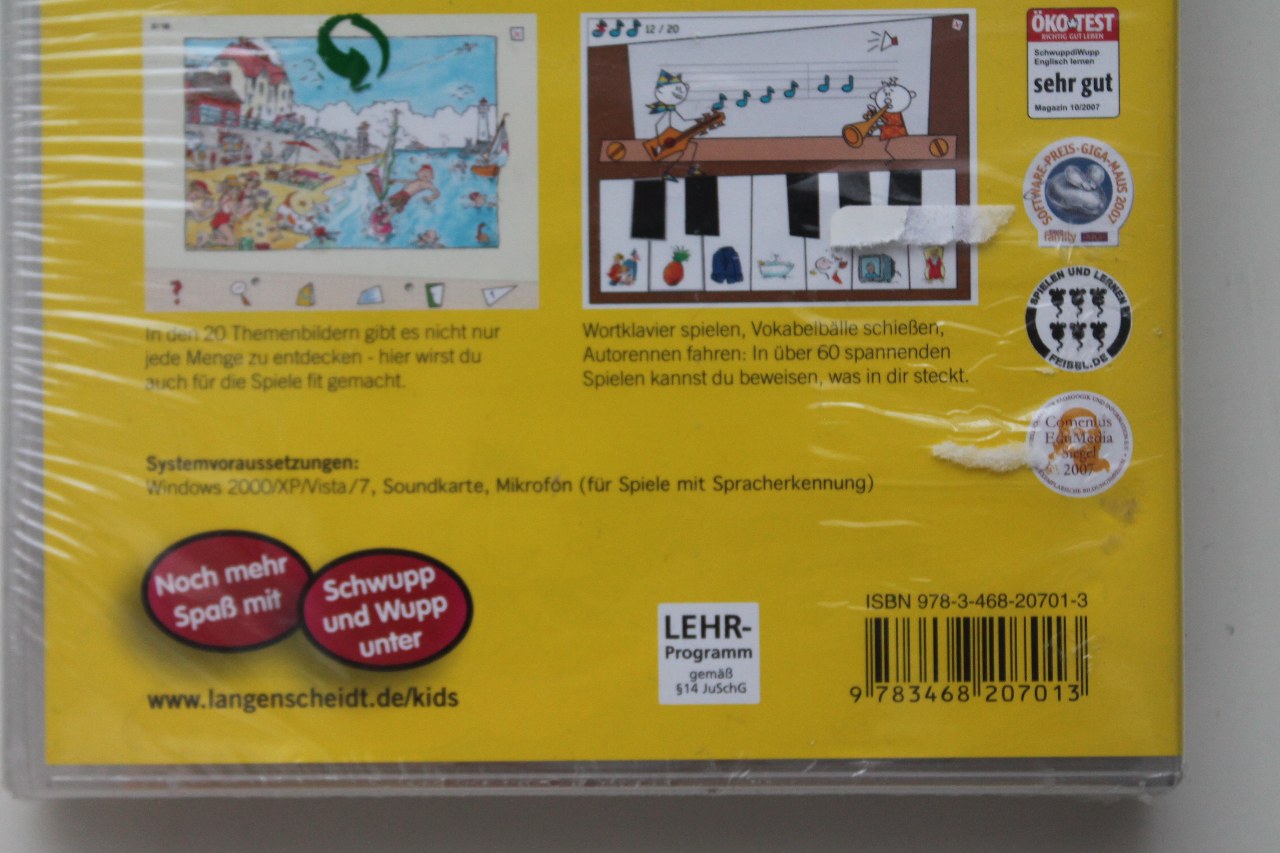 12 / 20
In den 20 Themenbildern gibt es nicht nur
jede Menge zu entdecken - hier wirst du
auch für die Spiele fit gemacht.
Wortklavier spielen, Vokabelbälle schießen,
Autorennen fahren: In über 60 spannenden
Spielen kannst du beweisen, was in dir steckt.
Systemvoraussetzungen:
Windows 2000/XP/Vista/7, Soundkarte, Mikrofon (für Spiele mit Spracherkennung)
Noch mehr
Spaß mit
Schwupp
und Wupp
unter
www.langenscheidt.de/kids
LEHR-
Programm
gemäß
§14 JuSchG
ISBN 978-3-468-20701-3
9 783468 207013
ÖKO-TEST
RICHTIG GUT LEBEN
SchwuppdiWupp
Englisch lernen
sehr gut
Magazin 10/2007
SOFTWARE-PREIS-GIGA-MAUS 2007
family
SPIELEN UND LERNEN
FEIBEL.DE
Comenius
EduMedia
Siegel
2007